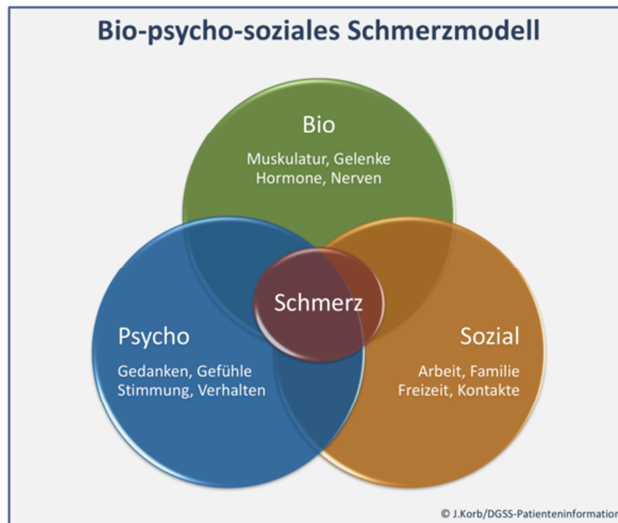 Bio-psycho-soziales Schmerzmodell
Bio
Muskulatur, Gelenke
Hormone, Nerven
Schmerz
Psycho
Gedanken, Gefühle
Stimmung, Verhalten
Sozial
Arbeit, Familie
Freizeit, Kontakte
© J.Korb/DGSS-Patienteninformation